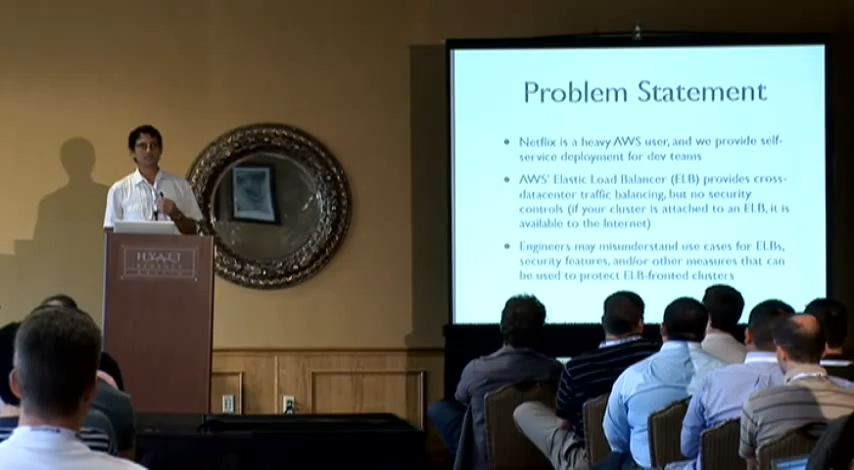 Problem Statement
• Netflix is a heavy AWS user, and we provide self-
service deployment for dev teams
• AWS' Elastic Load Balancer (ELB) provides cross-
datacenter traffic balancing, but no security
controls (if your cluster is attached to an ELB, it is
available to the Internet)
• Engineers may misunderstand use cases for ELBs,
security features, and/or other measures that can
be used to protect ELB-fronted clusters
HYATT
REGENCY
AUSTIN